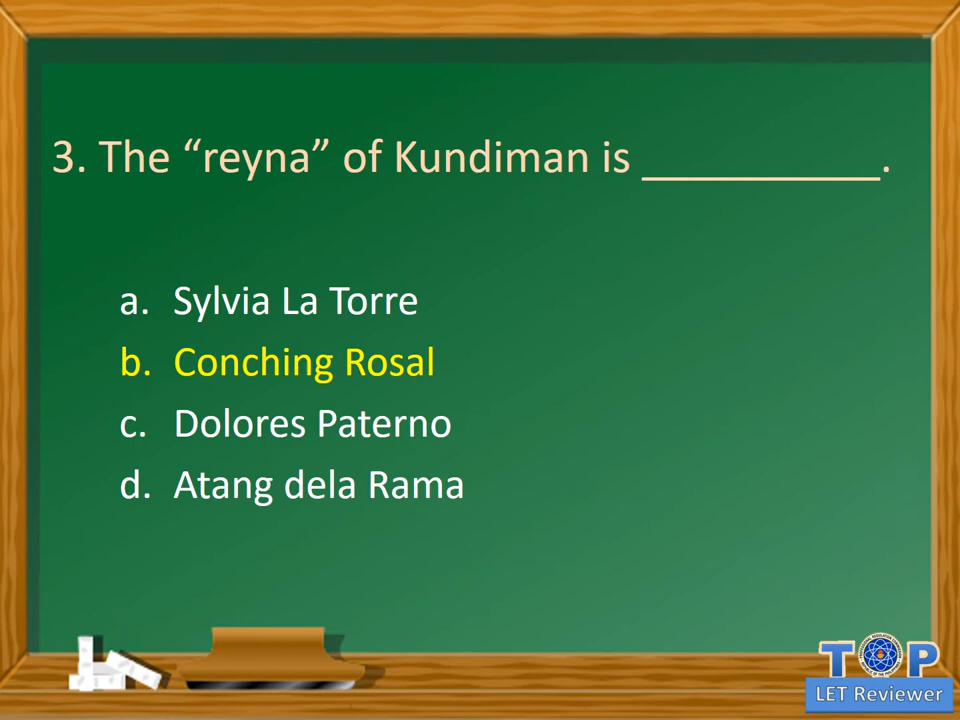 3. The “reyna” of Kundiman is __________.
a. Sylvia La Torre
b. Conching Rosal
c. Dolores Paterno
d. Atang dela Rama
TOP
LET Reviewer